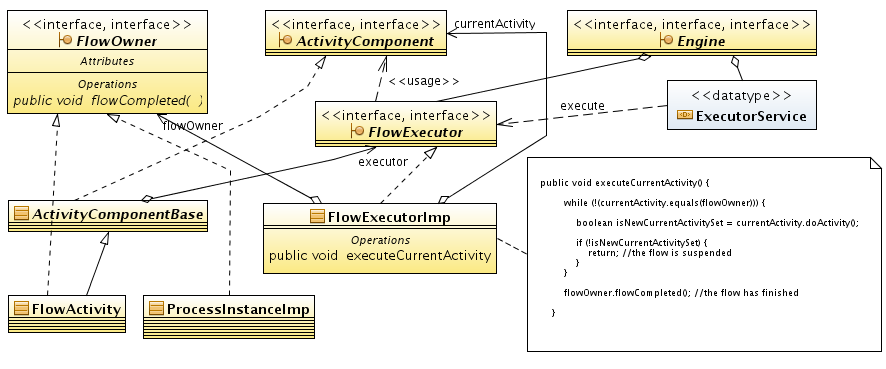 <<interface, interface>>
FlowOwner
Attributes
Operations
public void flowCompleted( )
<<interface, interface>>
ActivityComponent
currentActivity
<<interface, interface>>
Engine
<<usage>>
<<datatype>>
ExecutorService
execute
<<interface, interface>>
FlowExecutor
flowOwner
executor
ActivityComponentBase
FlowExecutorImp
Operations
public void executeCurrentActivity
FlowActivity
ProcessInstanceImp
public void executeCurrentActivity() {
while (!(currentActivity.equals(flowOwner))) {
boolean isNewCurrentActivitySet = currentActivity.doActivity();
if (!isNewCurrentActivitySet) {
return; //the flow is suspended
}
}
flowOwner.flowCompleted(); //the flow has finished
}